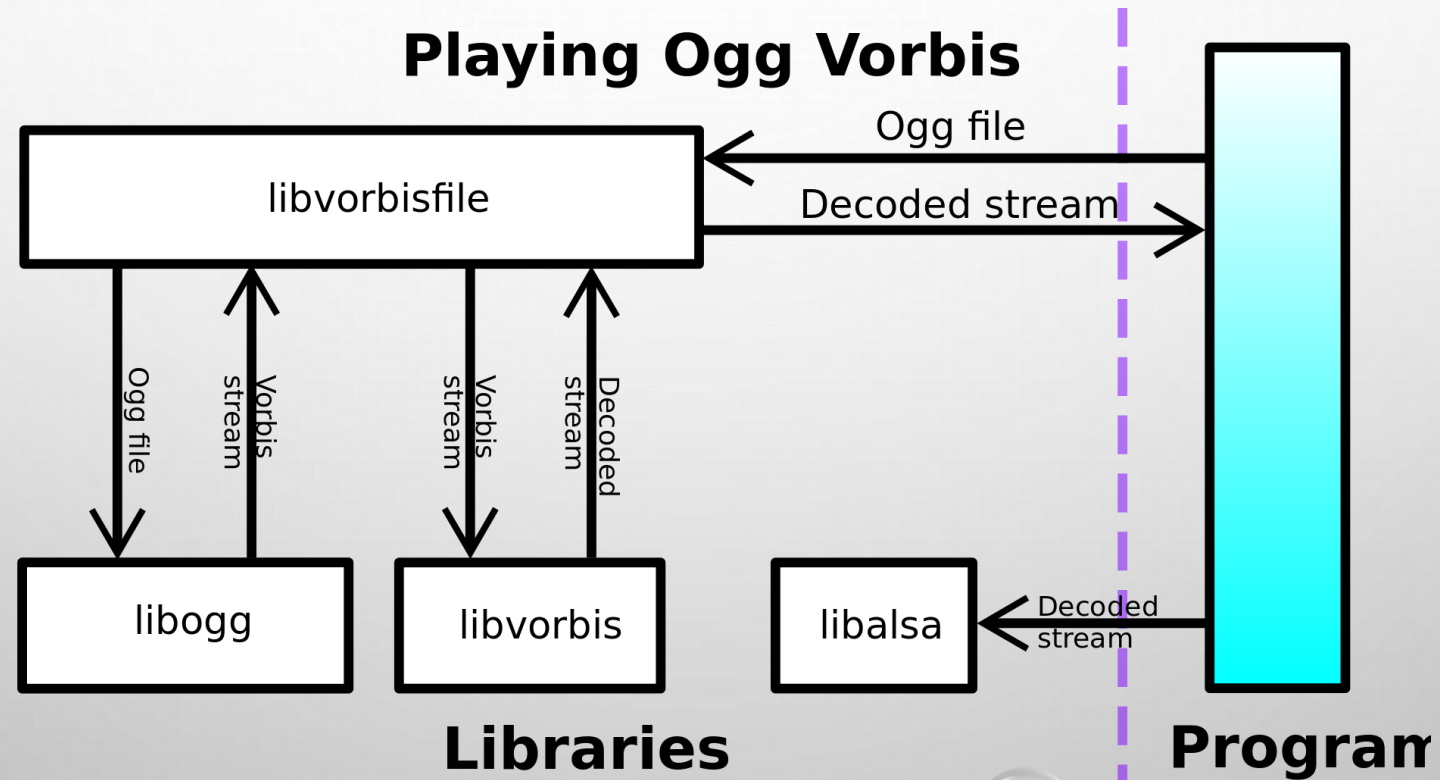 Playing Ogg Vorbis
Ogg file
libvorbisfile
Decoded stream
Ogg file
Vorbis
stream
Vorbis
stream
Decoded
stream
libogg
libvorbis
libalsa
Decoded
stream
Libraries
Program